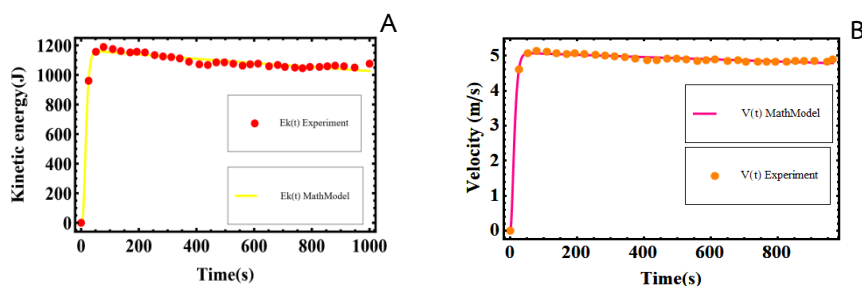 A
Kinetic energy(J)
1200
1000
800
600
400
200
0
Ek(t) Experiment
Ek(t) MathModel
0 200 400 600 800 1000
Time(s)
B
Velocity (m/s)
5
4
3
2
1
0
V(t) MathModel
V(t) Experiment
0 200 400 600 800
Time(s)